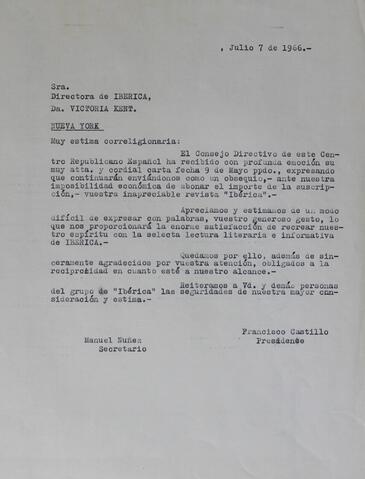 , Julio 7 de 1966.-
Sra.
Directora de IBERICA,
Da. VICTORIA KENT.
NUEVA YORK
Muy estima correligionaria:
El Consejo Directivo de este Cen-
tro Republicano Español ha recibido con profunda emoción su
muy atta. y cordial carta fecha 9 de Mayo ppdo., expresando
que continuarán enviándonos como un obsequio,- ante nuestra
imposibilidad económica de abonar el importe de la suscrip-
ción,- vuestra inapreciable revista "Ibérica".
Apreciamos y estimamos de un modo
difícil de expresar con palabras, vuestro generoso gesto, lo
que nos proporcionará la enorme satisfacción de recrear nues-
tro espíritu con la selecta lectura literaria e informativa
de IBERICA.-
Quedamos por ello, además de sin-
ceramente agradecidos por vuestra atención, obligados a la
reciprocidad en cuanto esté a nuestro alcance.-
Reiteramos a Vd. y demás personas
del grupo de "Ibérica" las seguridades de nuestra mayor con-
sideración y estima.-
Francisco Castillo
Presidente
Manuel Nuñez
Secretario